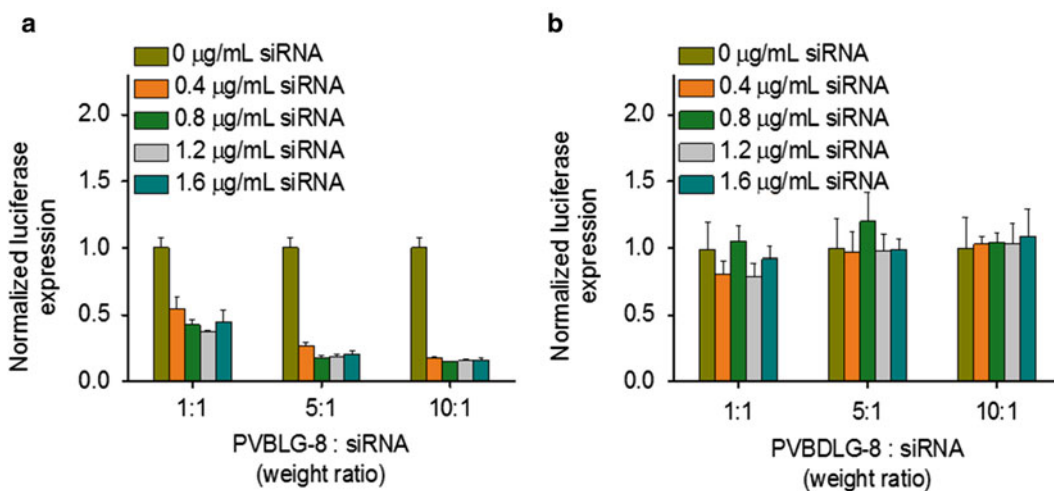 a
0 μg/mL siRNA
0.4 μg/mL siRNA
0.8 μg/mL siRNA
1.2 μg/mL siRNA
1.6 μg/mL siRNA
Normalized luciferase
expression
2.0
1.5
1.0
0.5
0.0
1:1 5:1 10:1
PVBLG-8 : siRNA
(weight ratio)
b
0 μg/mL siRNA
0.4 μg/mL siRNA
0.8 μg/mL siRNA
1.2 μg/mL siRNA
1.6 μg/mL siRNA
Normalized luciferase
expression
2.0
1.5
1.0
0.5
0.0
1:1 5:1 10:1
PVBDLG-8 : siRNA
(weight ratio)